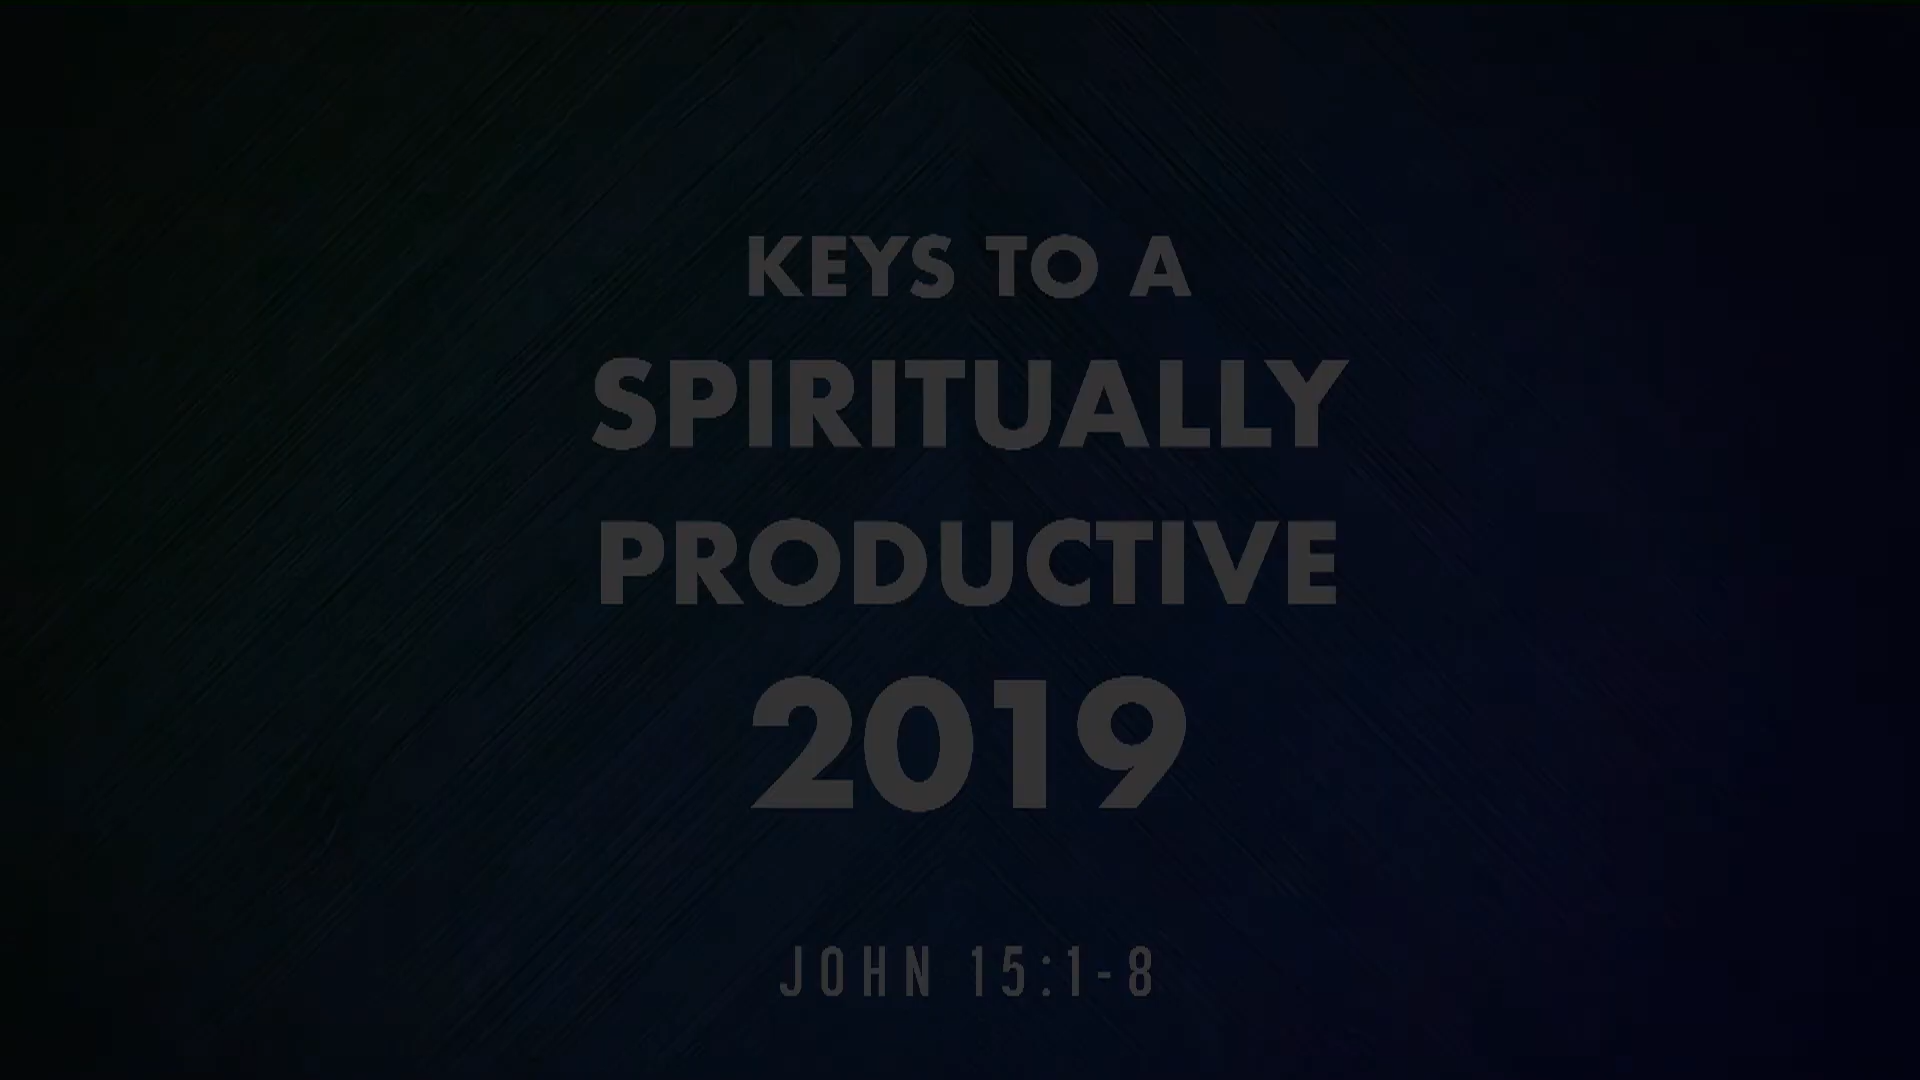 KEYS TO A
SPIRITUALLY
PRODUCTIVE
2019
JOHN 15:1-8